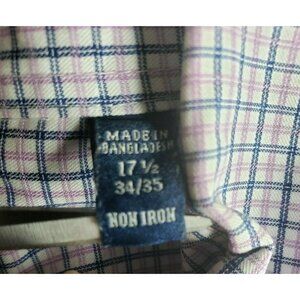 MADE IN
BANGLADESH
17 ½
34/35
NON IRON